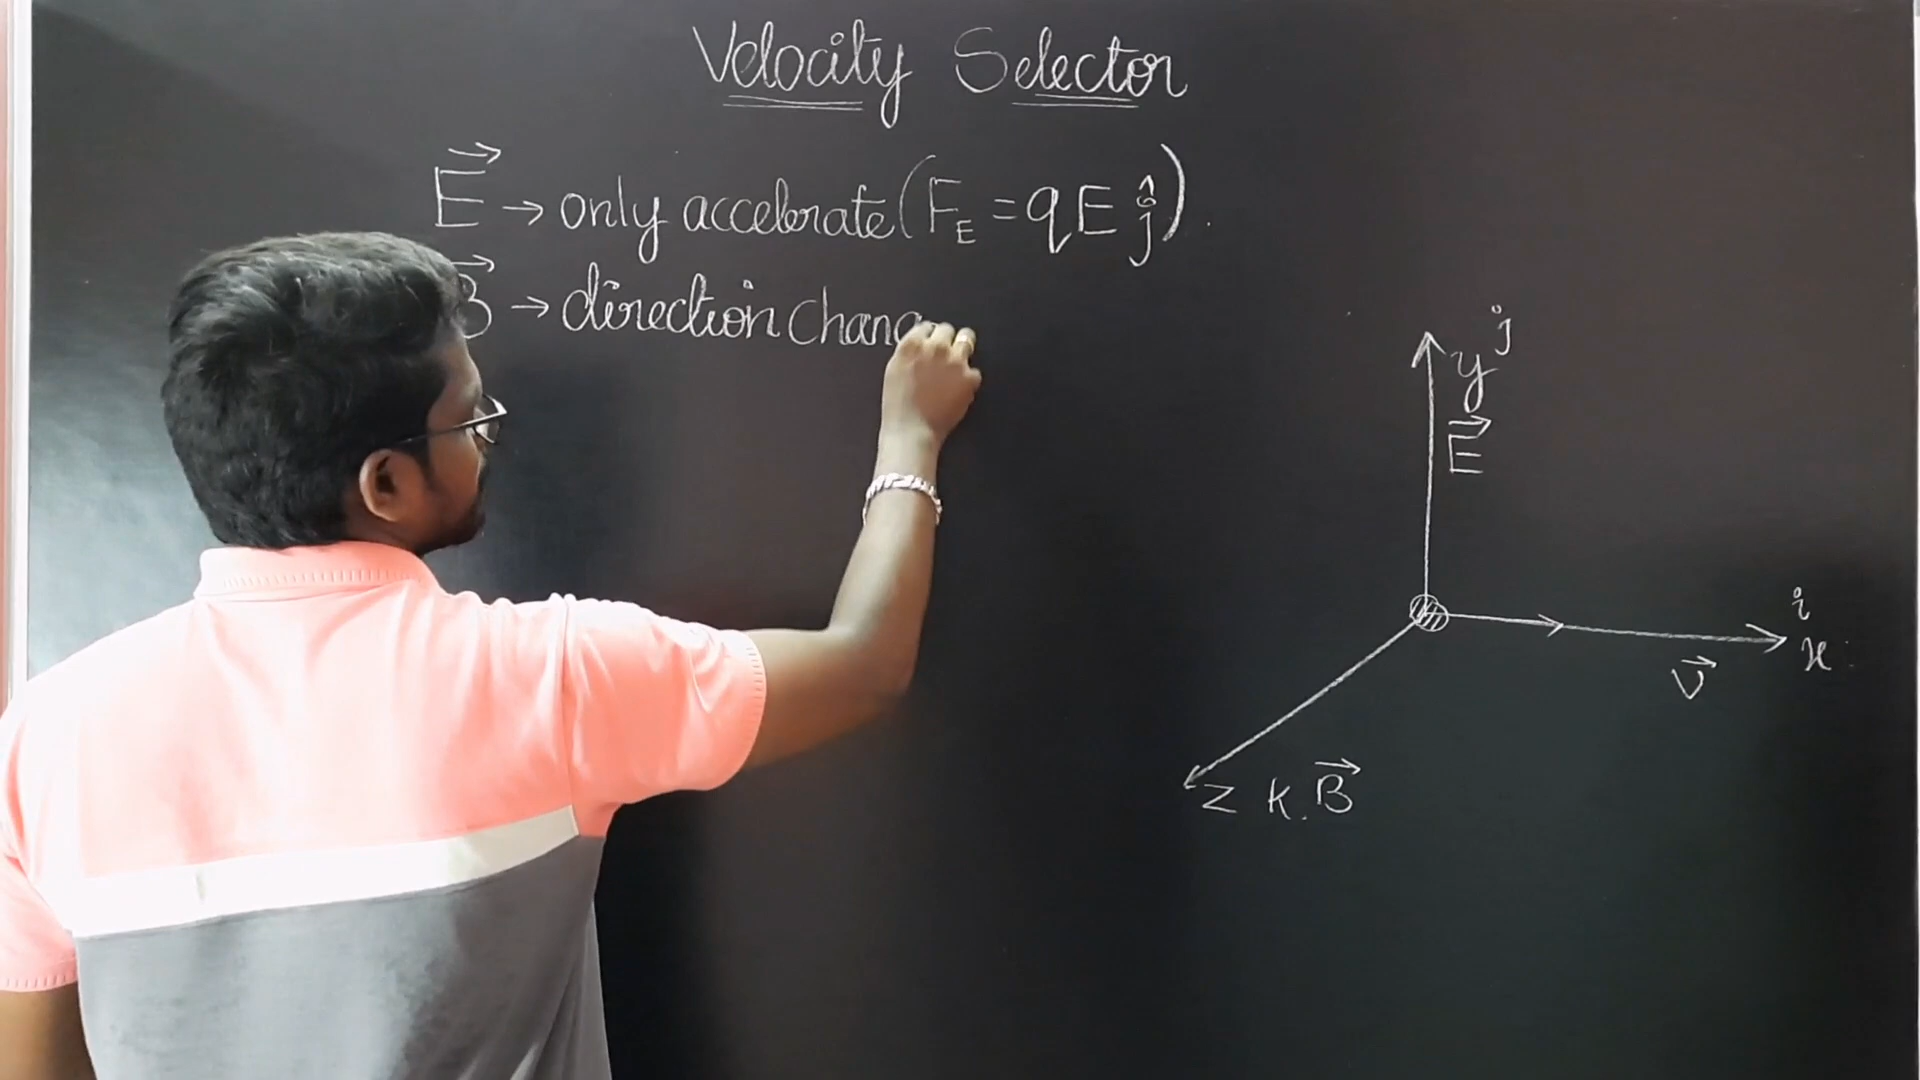 Velocity Selector
E⃗ → only accelerate (F_E = qE ĵ).
B⃗ → direction chang
j
y
E⃗
i
x
v⃗
z k. B⃗